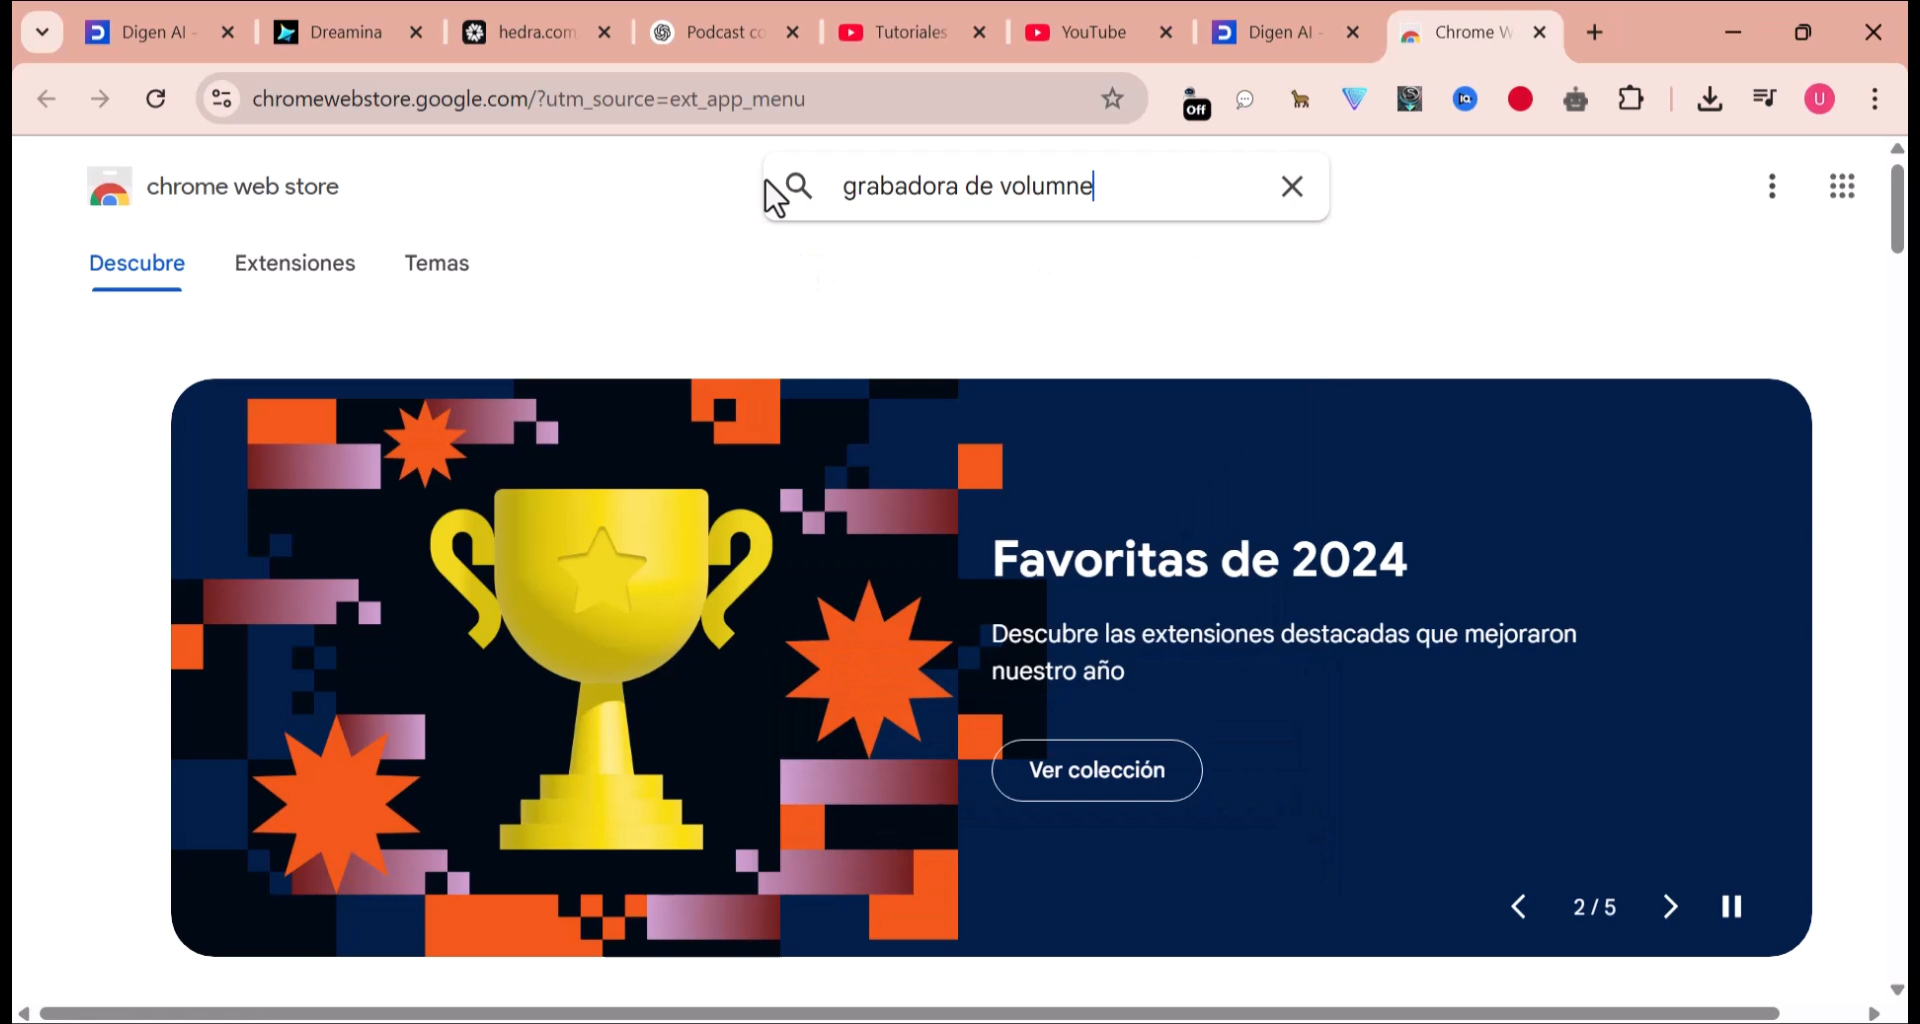 Digen AI -
Dreamina
hedra.com
Podcast co
Tutoriales
YouTube
Digen AI -
Chrome W
chromewebstore.google.com/?utm_source=ext_app_menu
Off
U
chrome web store
grabadora de volumne
Descubre
Extensiones
Temas
Favoritas de 2024
Descubre las extensiones destacadas que mejoraron
nuestro año
Ver colección
2 / 5